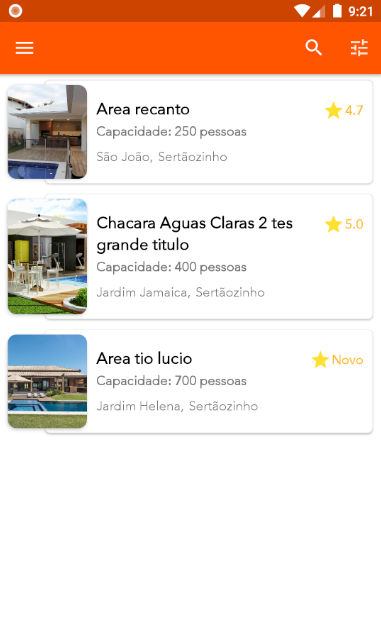 9:21
Area recanto
4.7
Capacidade: 250 pessoas
São João, Sertãozinho
Chacara Aguas Claras 2 tes
5.0
grande titulo
Capacidade: 400 pessoas
Jardim Jamaica, Sertãozinho
Area tio lucio
Novo
Capacidade: 700 pessoas
Jardim Helena, Sertãozinho